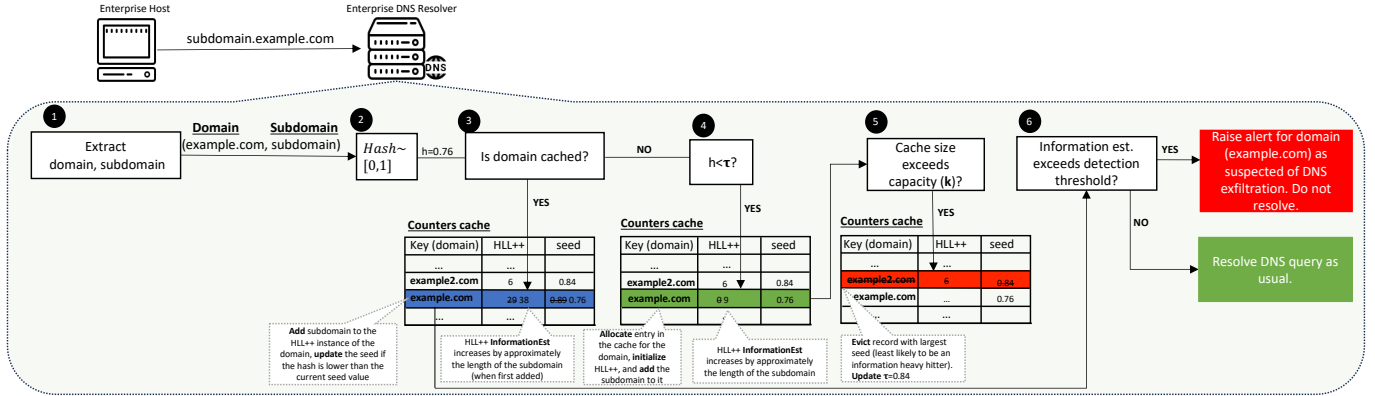 Enterprise Host
Enterprise DNS Resolver
subdomain.example.com
DNS
1
Extract
domain, subdomain
Domain Subdomain
(example.com, subdomain)
2
Hash~
[0,1]
h=0.76
3
Is domain cached?
NO
YES
4
h<τ?
YES
5
Cache size
exceeds
capacity (k)?
YES
6
Information est.
exceeds detection
threshold?
YES
NO
Raise alert for domain
(example.com) as
suspected of DNS
exfiltration. Do not
resolve.
Resolve DNS query as
usual.
Counters cache
Key (domain) HLL++ seed
... ...
example2.com 6 0.84
example.com 29 38 0.89 0.76
... ...
Add subdomain to the
HLL++ instance of the
domain, update the seed if
the hash is lower than the
current seed value
HLL++ InformationEst
increases by approximately
the length of the subdomain
(when first added)
Counters cache
Key (domain) HLL++ seed
... ...
example2.com 6 0.84
example.com 0 9 0.76
... ...
Allocate entry in
the cache for the
domain, initialize
HLL++, and add the
subdomain to it
HLL++ InformationEst
increases by approximately
the length of the subdomain
Counters cache
Key (domain) HLL++ seed
... ...
example2.com 6 0.84
example.com ... 0.76
... ...
Evict record with largest
seed (least likely to be an
information heavy hitter).
Update τ=0.84